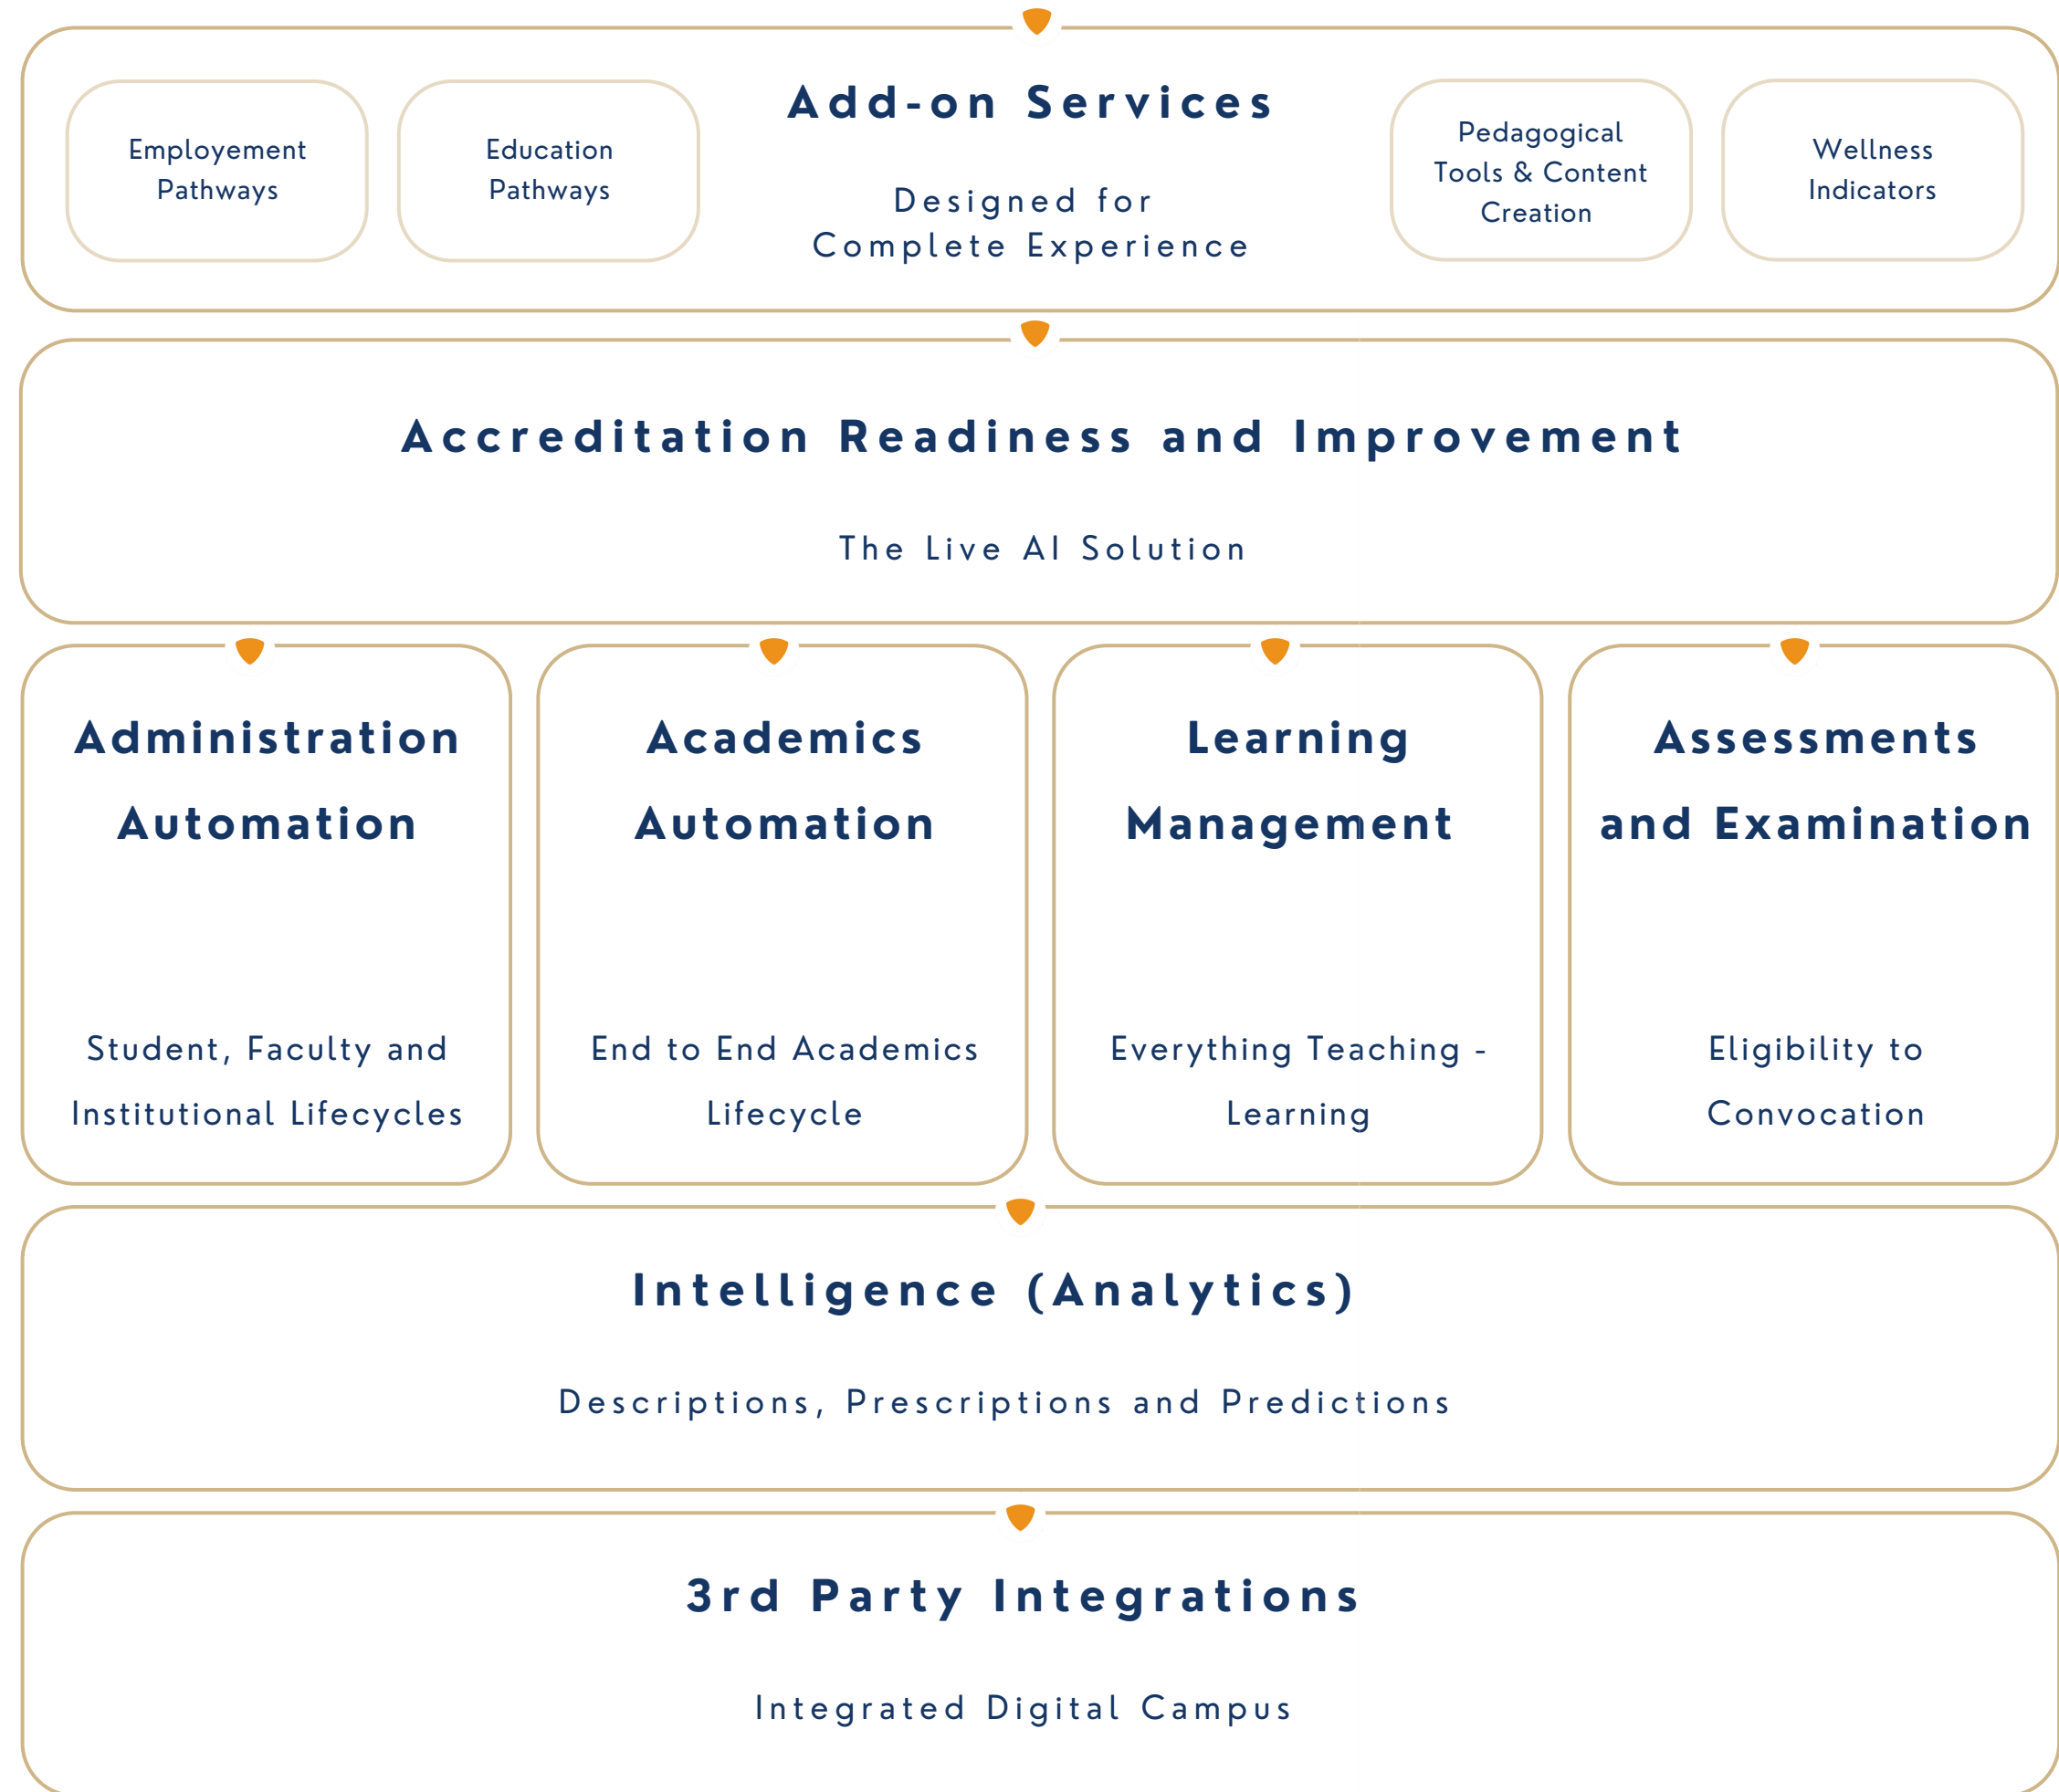 Add-on Services
Designed for
Complete Experience
Employement
Pathways
Education
Pathways
Pedagogical
Tools & Content
Creation
Wellness
Indicators
Accreditation Readiness and Improvement
The Live AI Solution
Administration
Automation
Student, Faculty and
Institutional Lifecycles
Academics
Automation
End to End Academics
Lifecycle
Learning
Management
Everything Teaching -
Learning
Assessments
and Examination
Eligibility to
Convocation
Intelligence (Analytics)
Descriptions, Prescriptions and Predictions
3rd Party Integrations
Integrated Digital Campus